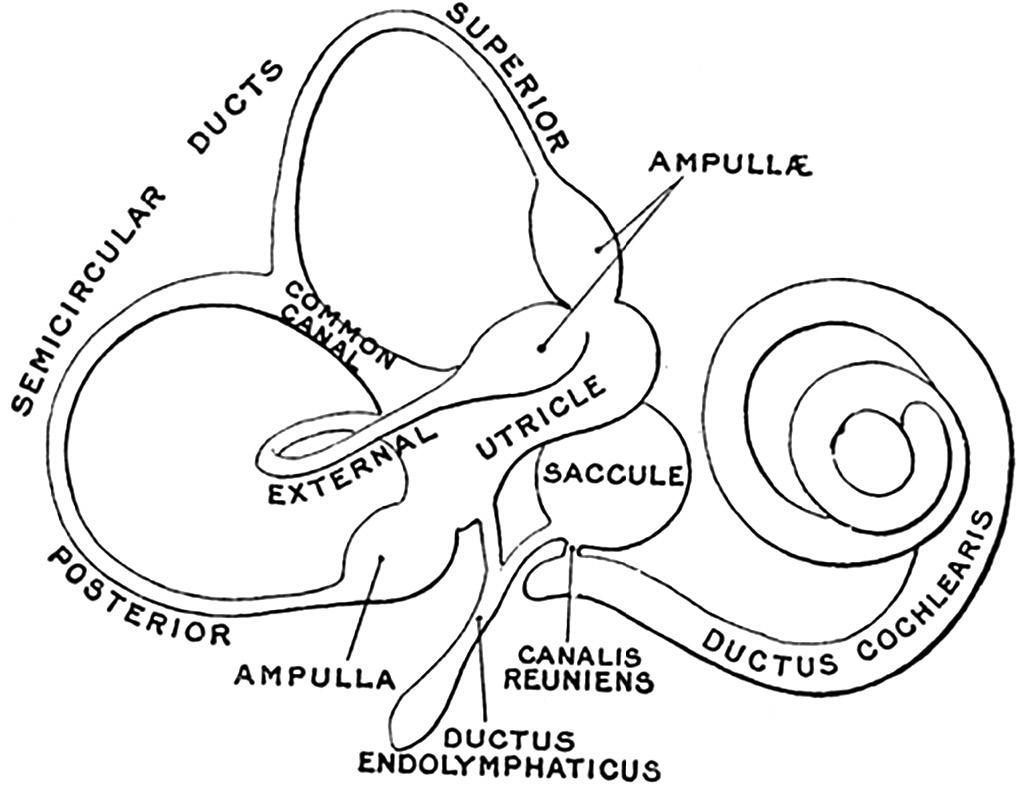 SUPERIOR
SEMICIRCULAR DUCTS
AMPULLÆ
COMMON
CANAL
UTRICLE
EXTERNAL
SACCULE
POSTERIOR
AMPULLA
CANALIS
REUNIENS
DUCTUS COCHLEARIS
DUCTUS
ENDOLYMPHATICUS